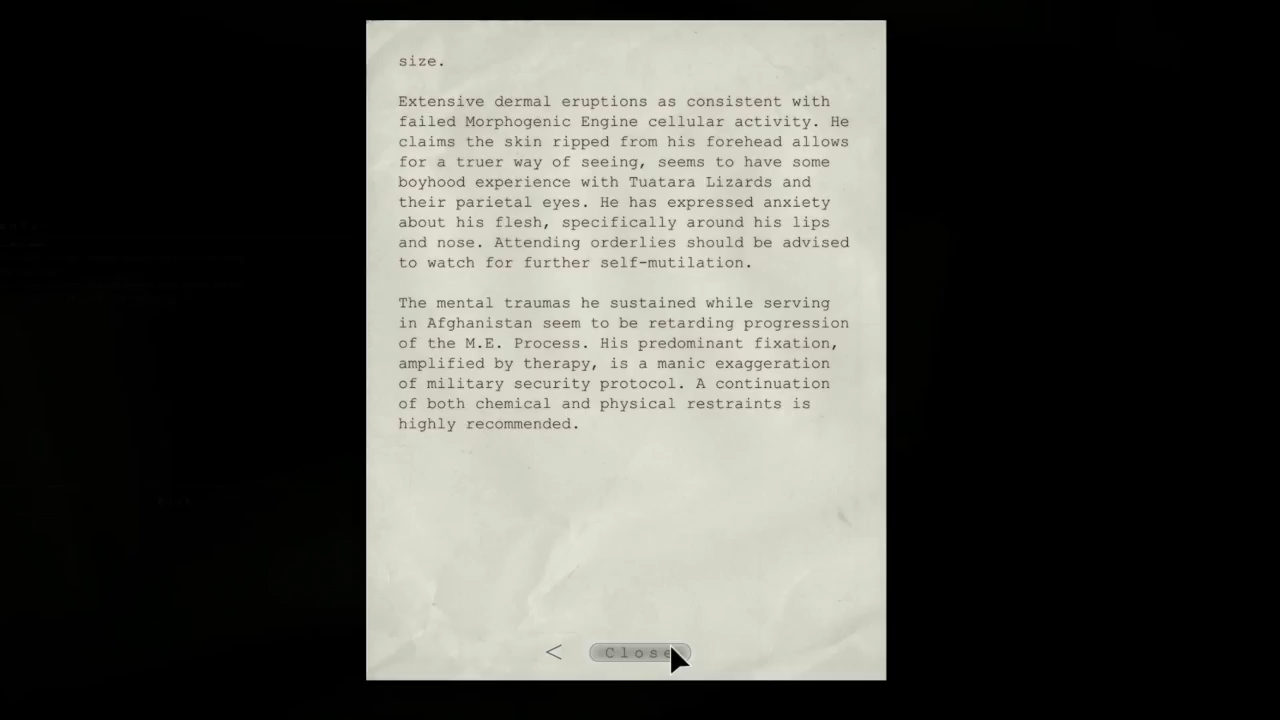 size.
Extensive dermal eruptions as consistent with
failed Morphogenic Engine cellular activity. He
claims the skin ripped from his forehead allows
for a truer way of seeing, seems to have some
boyhood experience with Tuatara Lizards and
their parietal eyes. He has expressed anxiety
about his flesh, specifically around his lips
and nose. Attending orderlies should be advised
to watch for further self-mutilation.
The mental traumas he sustained while serving
in Afghanistan seem to be retarding progression
of the M.E. Process. His predominant fixation,
amplified by therapy, is a manic exaggeration
of military security protocol. A continuation
of both chemical and physical restraints is
highly recommended.
< Close